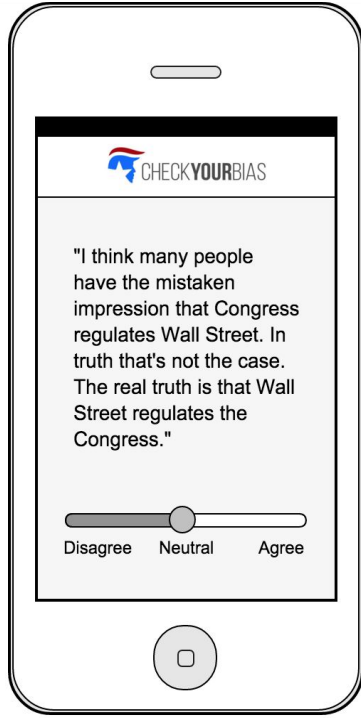 CHECKYOURBIAS
"I think many people
have the mistaken
impression that Congress
regulates Wall Street. In
truth that's not the case.
The real truth is that Wall
Street regulates the
Congress."
Disagree Neutral Agree